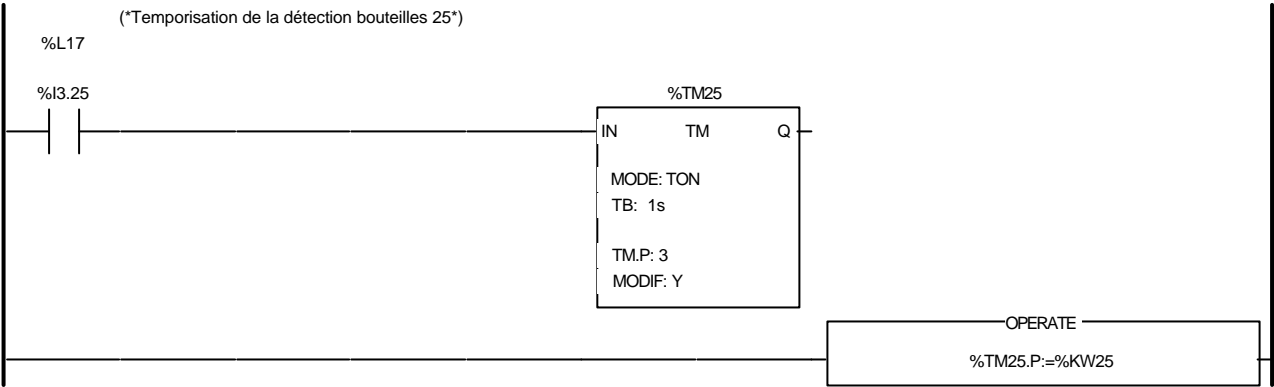 (*Temporisation de la détection bouteilles 25*)
%L17
%I3.25
%TM25
IN TM Q
MODE: TON
TB: 1s
TM.P: 3
MODIF: Y
OPERATE
%TM25.P:=%KW25